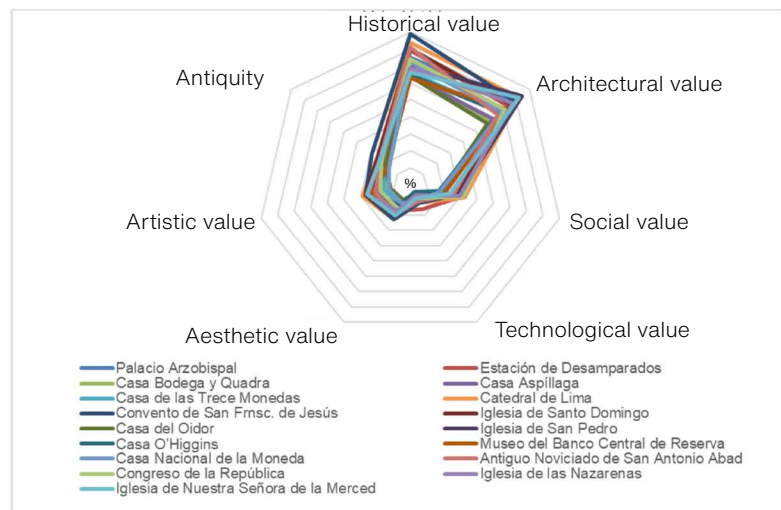 Historical value
Antiquity
Architectural value
%
Artistic value
Social value
Aesthetic value
Technological value
Palacio Arzobispal
Estación de Desamparados
Casa Bodega y Quadra
Casa Aspíllaga
Casa de las Trece Monedas
Catedral de Lima
Convento de San Frnsc. de Jesús
Iglesia de Santo Domingo
Casa del Oidor
Iglesia de San Pedro
Casa O'Higgins
Museo del Banco Central de Reserva
Casa Nacional de la Moneda
Antiguo Noviciado de San Antonio Abad
Congreso de la República
Iglesia de las Nazarenas
Iglesia de Nuestra Señora de la Merced